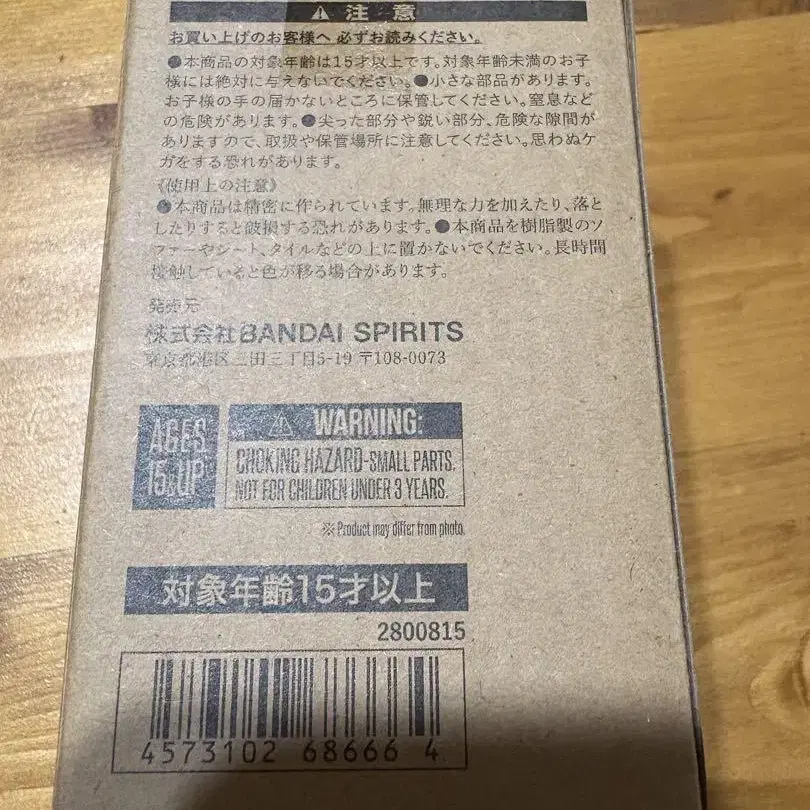 ⚠ 注意
お買い上げのお客様へ 必ずお読みください。
●本商品の対象年齢は15才以上です。対象年齢未満のお子
様には絶対に与えないでください。●小さな部品があります。
お子様の手の届かないところに保管してください。窒息など
の危険があります。●尖った部分や鋭い部分、危険な隙間が
ありますので、取扱や保管場所に注意してください。思わぬケ
ガをする恐れがあります。
《使用上の注意》
●本商品は精密に作られています。無理な力を加えたり、落と
したりすると破損する恐れがあります。●本商品を樹脂製のソ
ファーやシート、タイルなどの上に置かないでください。長時間
接触していると色が移る場合があります。
発売元
株式会社BANDAI SPIRITS
東京都港区三田三丁目5-19 〒108-0073
AGES
15 UP
⚠ WARNING:
CHOKING HAZARD-SMALL PARTS.
NOT FOR CHILDREN UNDER 3 YEARS.
※Product may differ from photo.
対象年齢15才以上
2800815
4573102 68666 4